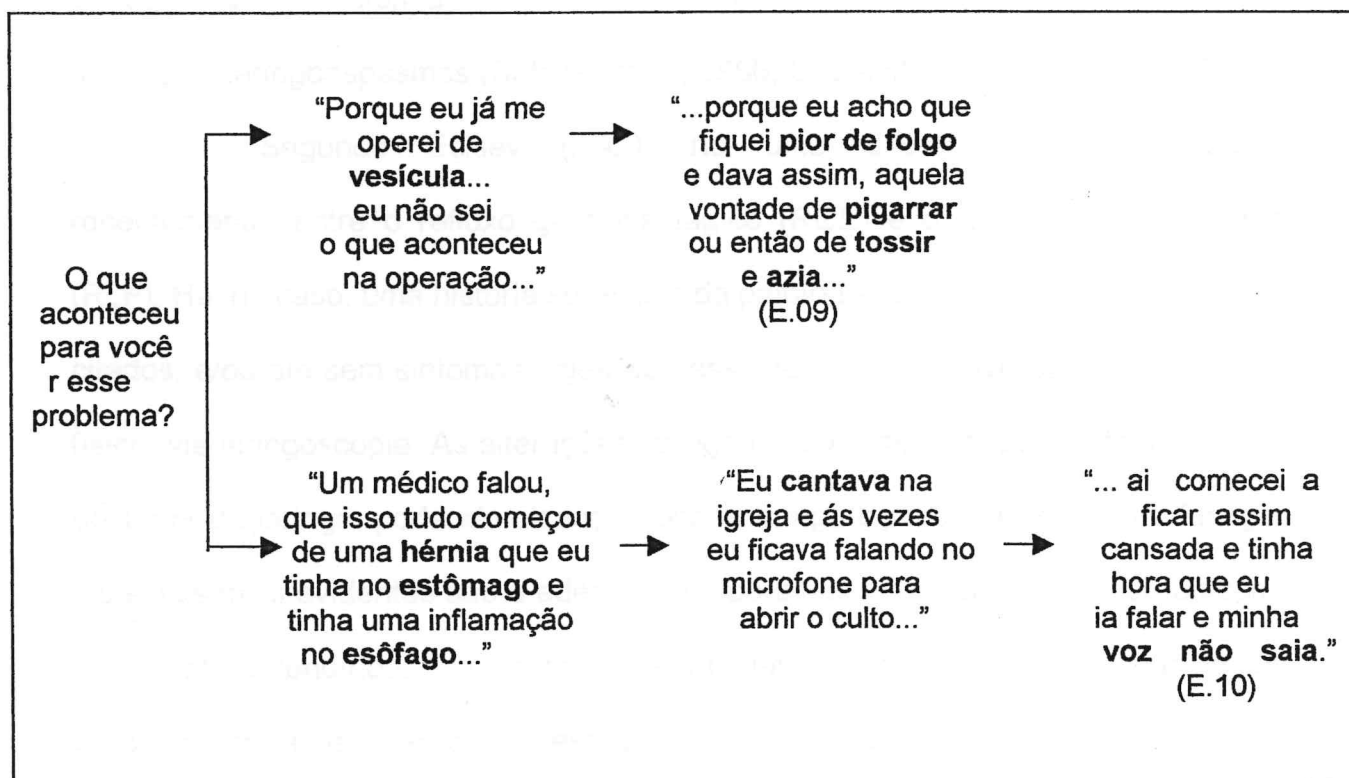 O que
aconteceu
para você
r esse
problema?
“Porque eu já me
operei de
vesícula...
eu não sei
o que aconteceu
na operação...”
“...porque eu acho que
fiquei pior de folgo
e dava assim, aquela
vontade de pigarrar
ou então de tossir
e azia...”
(E.09)
“Um médico falou,
que isso tudo começou
de uma hérnia que eu
tinha no estômago e
tinha uma inflamação
no esôfago...”
“Eu cantava na
igreja e ás vezes
eu ficava falando no
microfone para
abrir o culto...”
“... ai comecei a
ficar assim
cansada e tinha
hora que eu
ia falar e minha
voz não saia.”
(E.10)